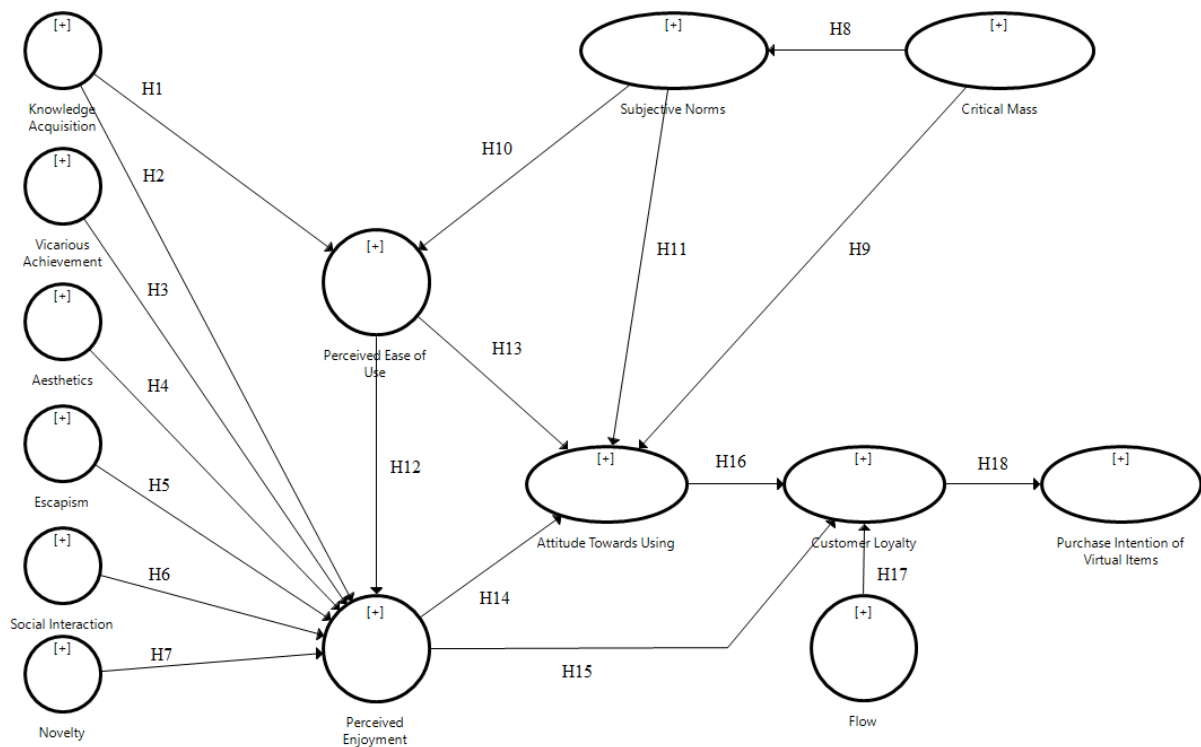 [+]
Knowledge
Acquisition
[+]
Vicarious
Achievement
[+]
Aesthetics
[+]
Escapism
[+]
Social Interaction
[+]
Novelty
H1
H2
H3
H4
H5
H6
H7
[+]
Perceived Ease of
Use
H12
[+]
Perceived
Enjoyment
[+]
Subjective Norms
H8
[+]
Critical Mass
H10
H11
H9
H13
H14
H15
[+]
Attitude Towards Using
H16
[+]
Customer Loyalty
H17
[+]
Flow
H18
[+]
Purchase Intention of
Virtual Items